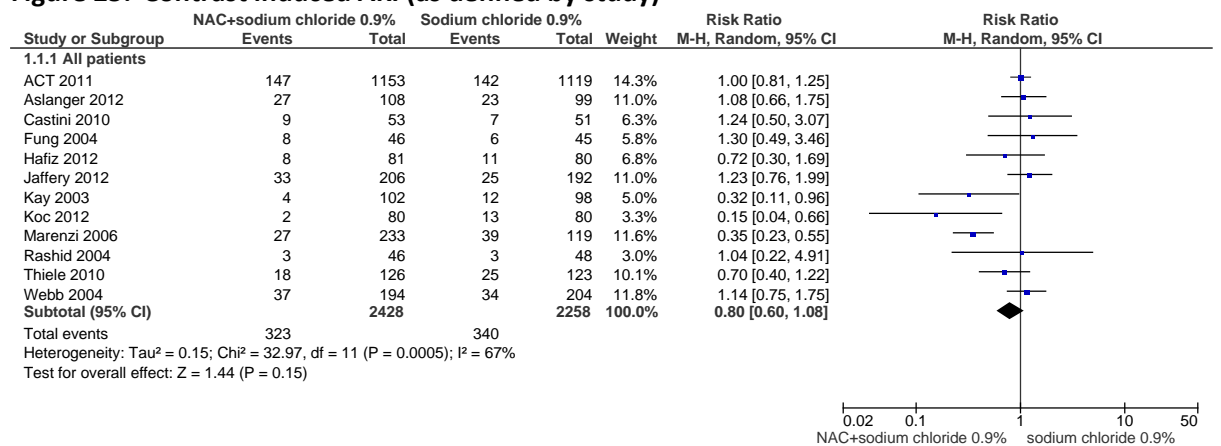 NAC+sodium chloride 0.9% Sodium chloride 0.9% Risk Ratio Risk Ratio
Study or Subgroup Events Total Events Total Weight M-H, Random, 95% CI M-H, Random, 95% CI
1.1.1 All patients
ACT 2011 147 1153 142 1119 14.3% 1.00 [0.81, 1.25]
Aslanger 2012 27 108 23 99 11.0% 1.08 [0.66, 1.75]
Castini 2010 9 53 7 51 6.3% 1.24 [0.50, 3.07]
Fung 2004 8 46 6 45 5.8% 1.30 [0.49, 3.46]
Hafiz 2012 8 81 11 80 6.8% 0.72 [0.30, 1.69]
Jaffery 2012 33 206 25 192 11.0% 1.23 [0.76, 1.99]
Kay 2003 4 102 12 98 5.0% 0.32 [0.11, 0.96]
Koc 2012 2 80 13 80 3.3% 0.15 [0.04, 0.66]
Marenzi 2006 27 233 39 119 11.6% 0.35 [0.23, 0.55]
Rashid 2004 3 46 3 48 3.0% 1.04 [0.22, 4.91]
Thiele 2010 18 126 25 123 10.1% 0.70 [0.40, 1.22]
Webb 2004 37 194 34 204 11.8% 1.14 [0.75, 1.75]
Subtotal (95% CI) 2428 2258 100.0% 0.80 [0.60, 1.08]
Total events 323 340
Heterogeneity: Tau² = 0.15; Chi² = 32.97, df = 11 (P = 0.0005); I² = 67%
Test for overall effect: Z = 1.44 (P = 0.15)
0.02 0.1 1 10 50
NAC+sodium chloride 0.9% sodium chloride 0.9%